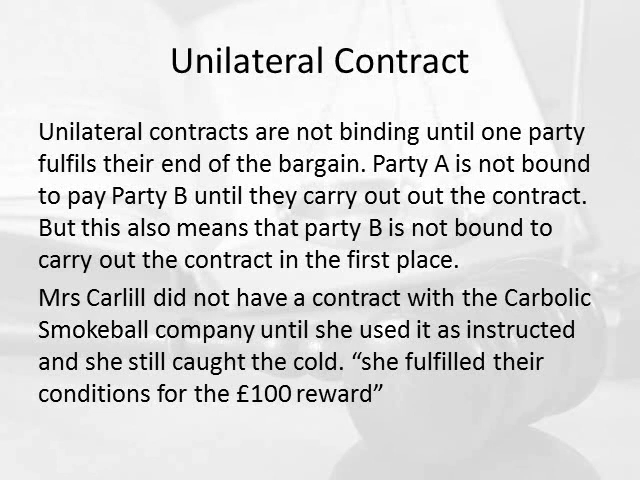 Unilateral Contract
Unilateral contracts are not binding until one party
fulfils their end of the bargain. Party A is not bound
to pay Party B until they carry out out the contract.
But this also means that party B is not bound to
carry out the contract in the first place.
Mrs Carlill did not have a contract with the Carbolic
Smokeball company until she used it as instructed
and she still caught the cold. “she fulfilled their
conditions for the £100 reward”